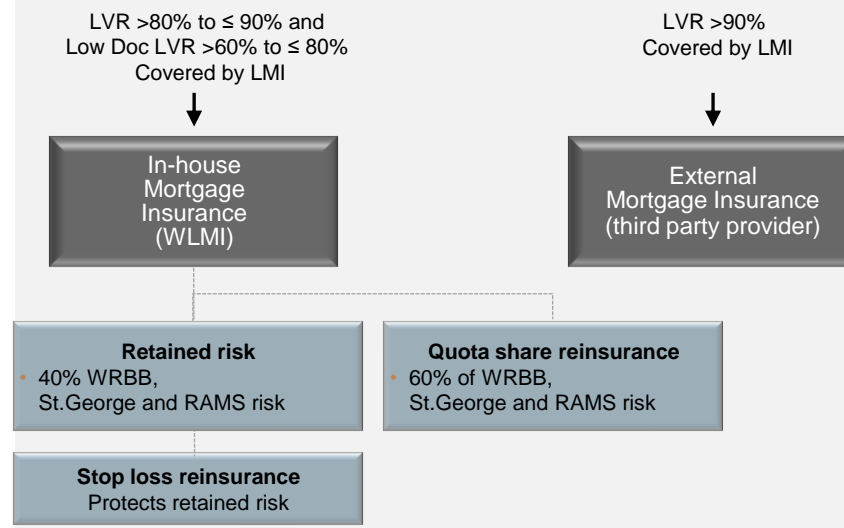 LVR >80% to ≤ 90% and
Low Doc LVR >60% to ≤ 80%
Covered by LMI
LVR >90%
Covered by LMI
In-house
Mortgage
Insurance
(WLMI)
External
Mortgage Insurance
(third party provider)
Retained risk
• 40% WRBB,
St.George and RAMS risk
Quota share reinsurance
• 60% of WRBB,
St.George and RAMS risk
Stop loss reinsurance
Protects retained risk